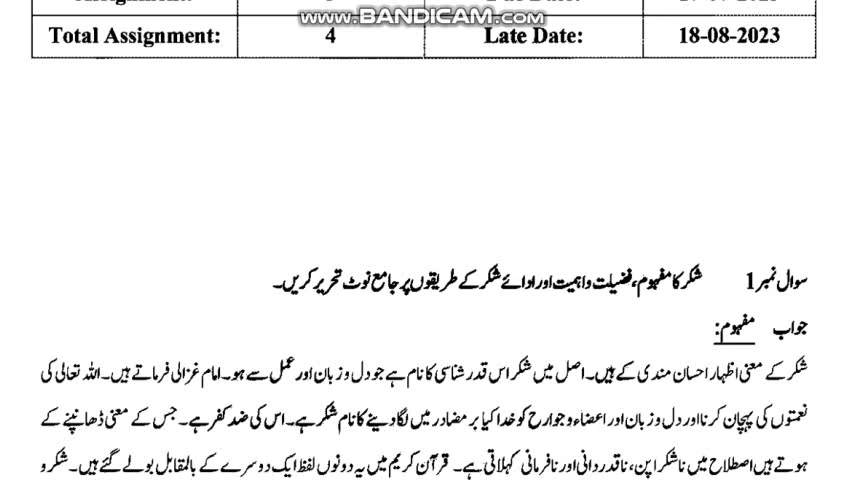 www.BANDICAM.com
Total Assignment: 4 Late Date: 18-08-2023
سوال نمبر 1 شکر کا مفہوم، فضیلت و اہمیت اور ادائے شکر کے طریقوں پر جامع نوٹ تحریر کریں۔
جواب مفہوم:
شکر کے معنی اظہار احسان مندی کے ہیں۔ اصل میں شکر اس قدر شناسی کا نام ہے جو دل و زبان اور عمل سے ہو۔ امام غزالی فرماتے ہیں۔ اللہ تعالی کی
نعمتوں کی پہچان کرنا اور دل و زبان اور اعضاء و جوارح کو خدا کیا بر مضادر میں لگا دینے کا نام شکر ہے۔ اس کی ضد کفر ہے۔ جس کے معنی ڈھانپنے کے
ہوتے ہیں اصطلاح میں ناشکرا پن، ناقدر دانی اور نافرمانی کہلاتی ہے۔ قرآن کریم میں یہ دونوں لفظ ایک دوسرے کے بالمقابل بولے گئے ہیں۔ شکر و